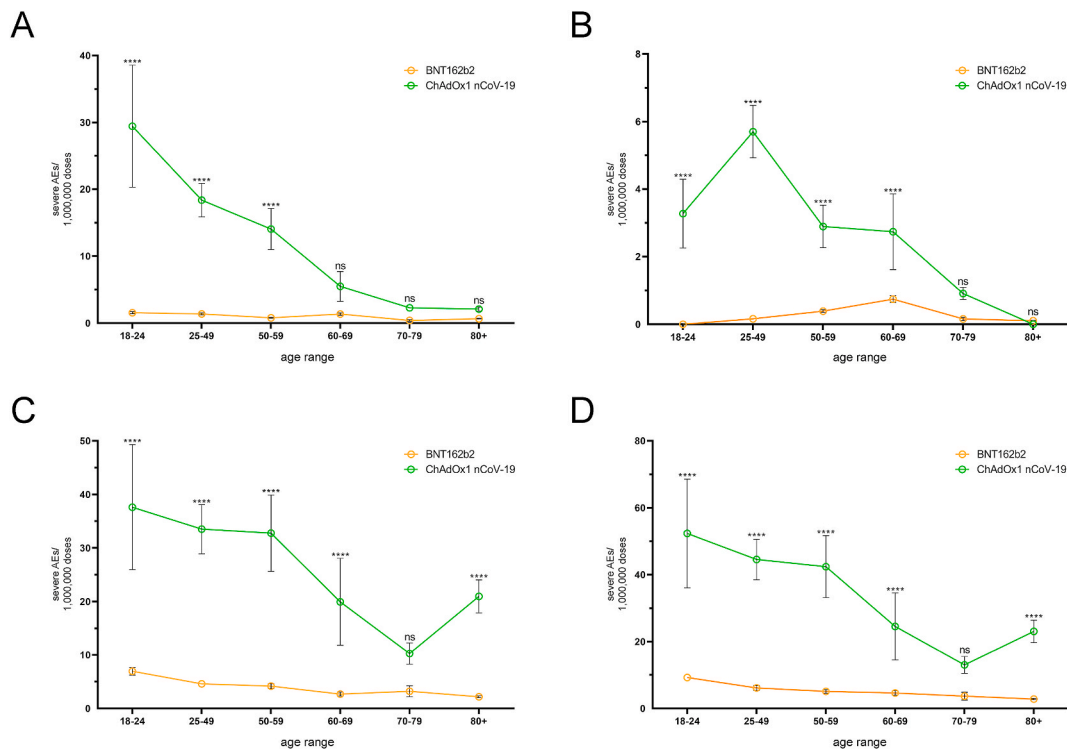 A
40
30
20
10
0
severe AEs/
1,000,000 doses
****
****
****
ns
ns
ns
BNT162b2
ChAdOx1 nCoV-19
18-24 25-49 50-59 60-69 70-79 80+
age range
B
8
6
4
2
0
severe AEs/
1,000,000 doses
****
****
****
****
ns
ns
BNT162b2
ChAdOx1 nCoV-19
18-24 25-49 50-59 60-69 70-79 80+
age range
C
50
40
30
20
10
0
severe AEs/
1,000,000 doses
****
****
****
****
ns
****
BNT162b2
ChAdOx1 nCoV-19
18-24 25-49 50-59 60-69 70-79 80+
age range
D
80
60
40
20
0
severe AEs/
1,000,000 doses
****
****
****
****
ns
****
BNT162b2
ChAdOx1 nCoV-19
18-24 25-49 50-59 60-69 70-79 80+
age range